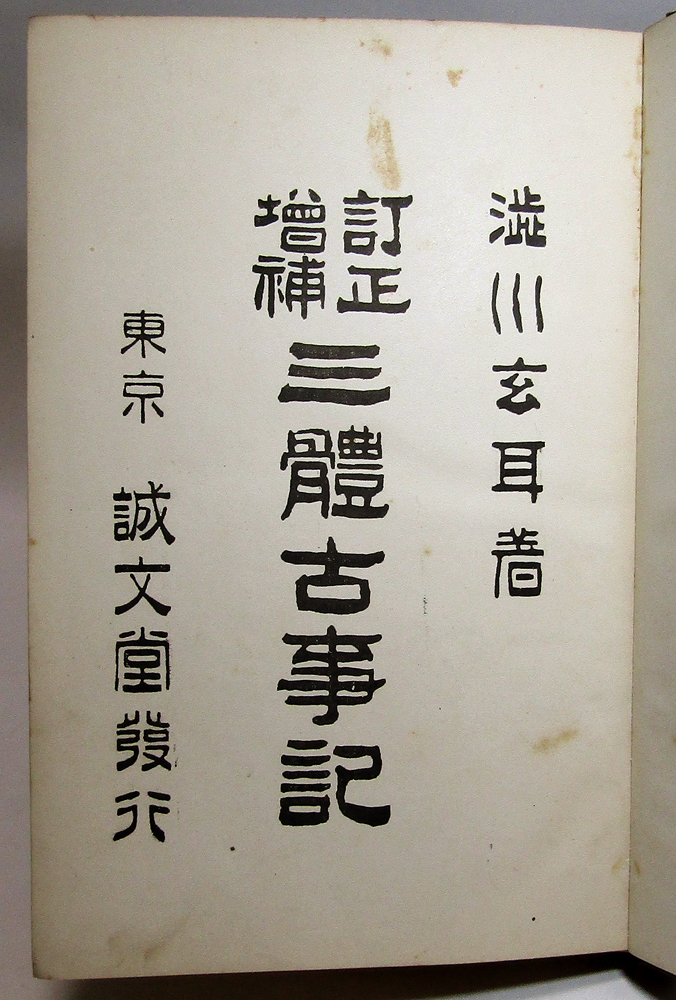 澁川玄耳著
訂正
增補
三體古事記
東京 誠文堂發行